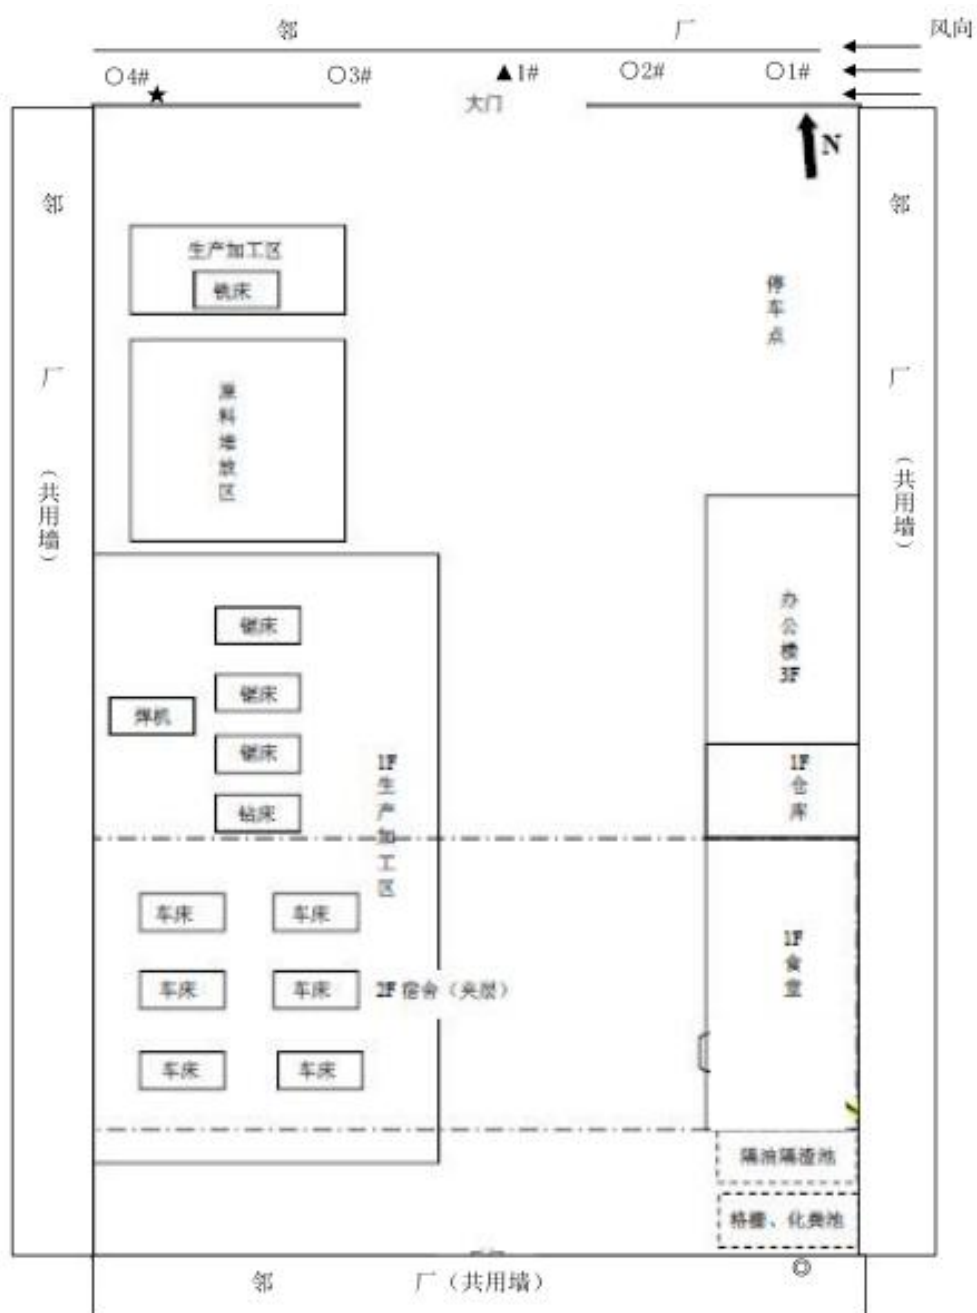 邻 厂 风向
○4# ○3# ▲1# ○2# ○1#
★
大门
N
邻厂(共用墙)
邻厂(共用墙)
生产加工区
铣床
停车点
原料堆放区
锯床
锯床
焊机
锯床
钻床
1F生产加工区
办公楼3F
1F仓库
车床 车床
1F食堂
车床 车床
2F宿舍(夹层)
车床 车床
隔油隔渣池
格栅、化粪池
◎
邻 厂(共用墙)